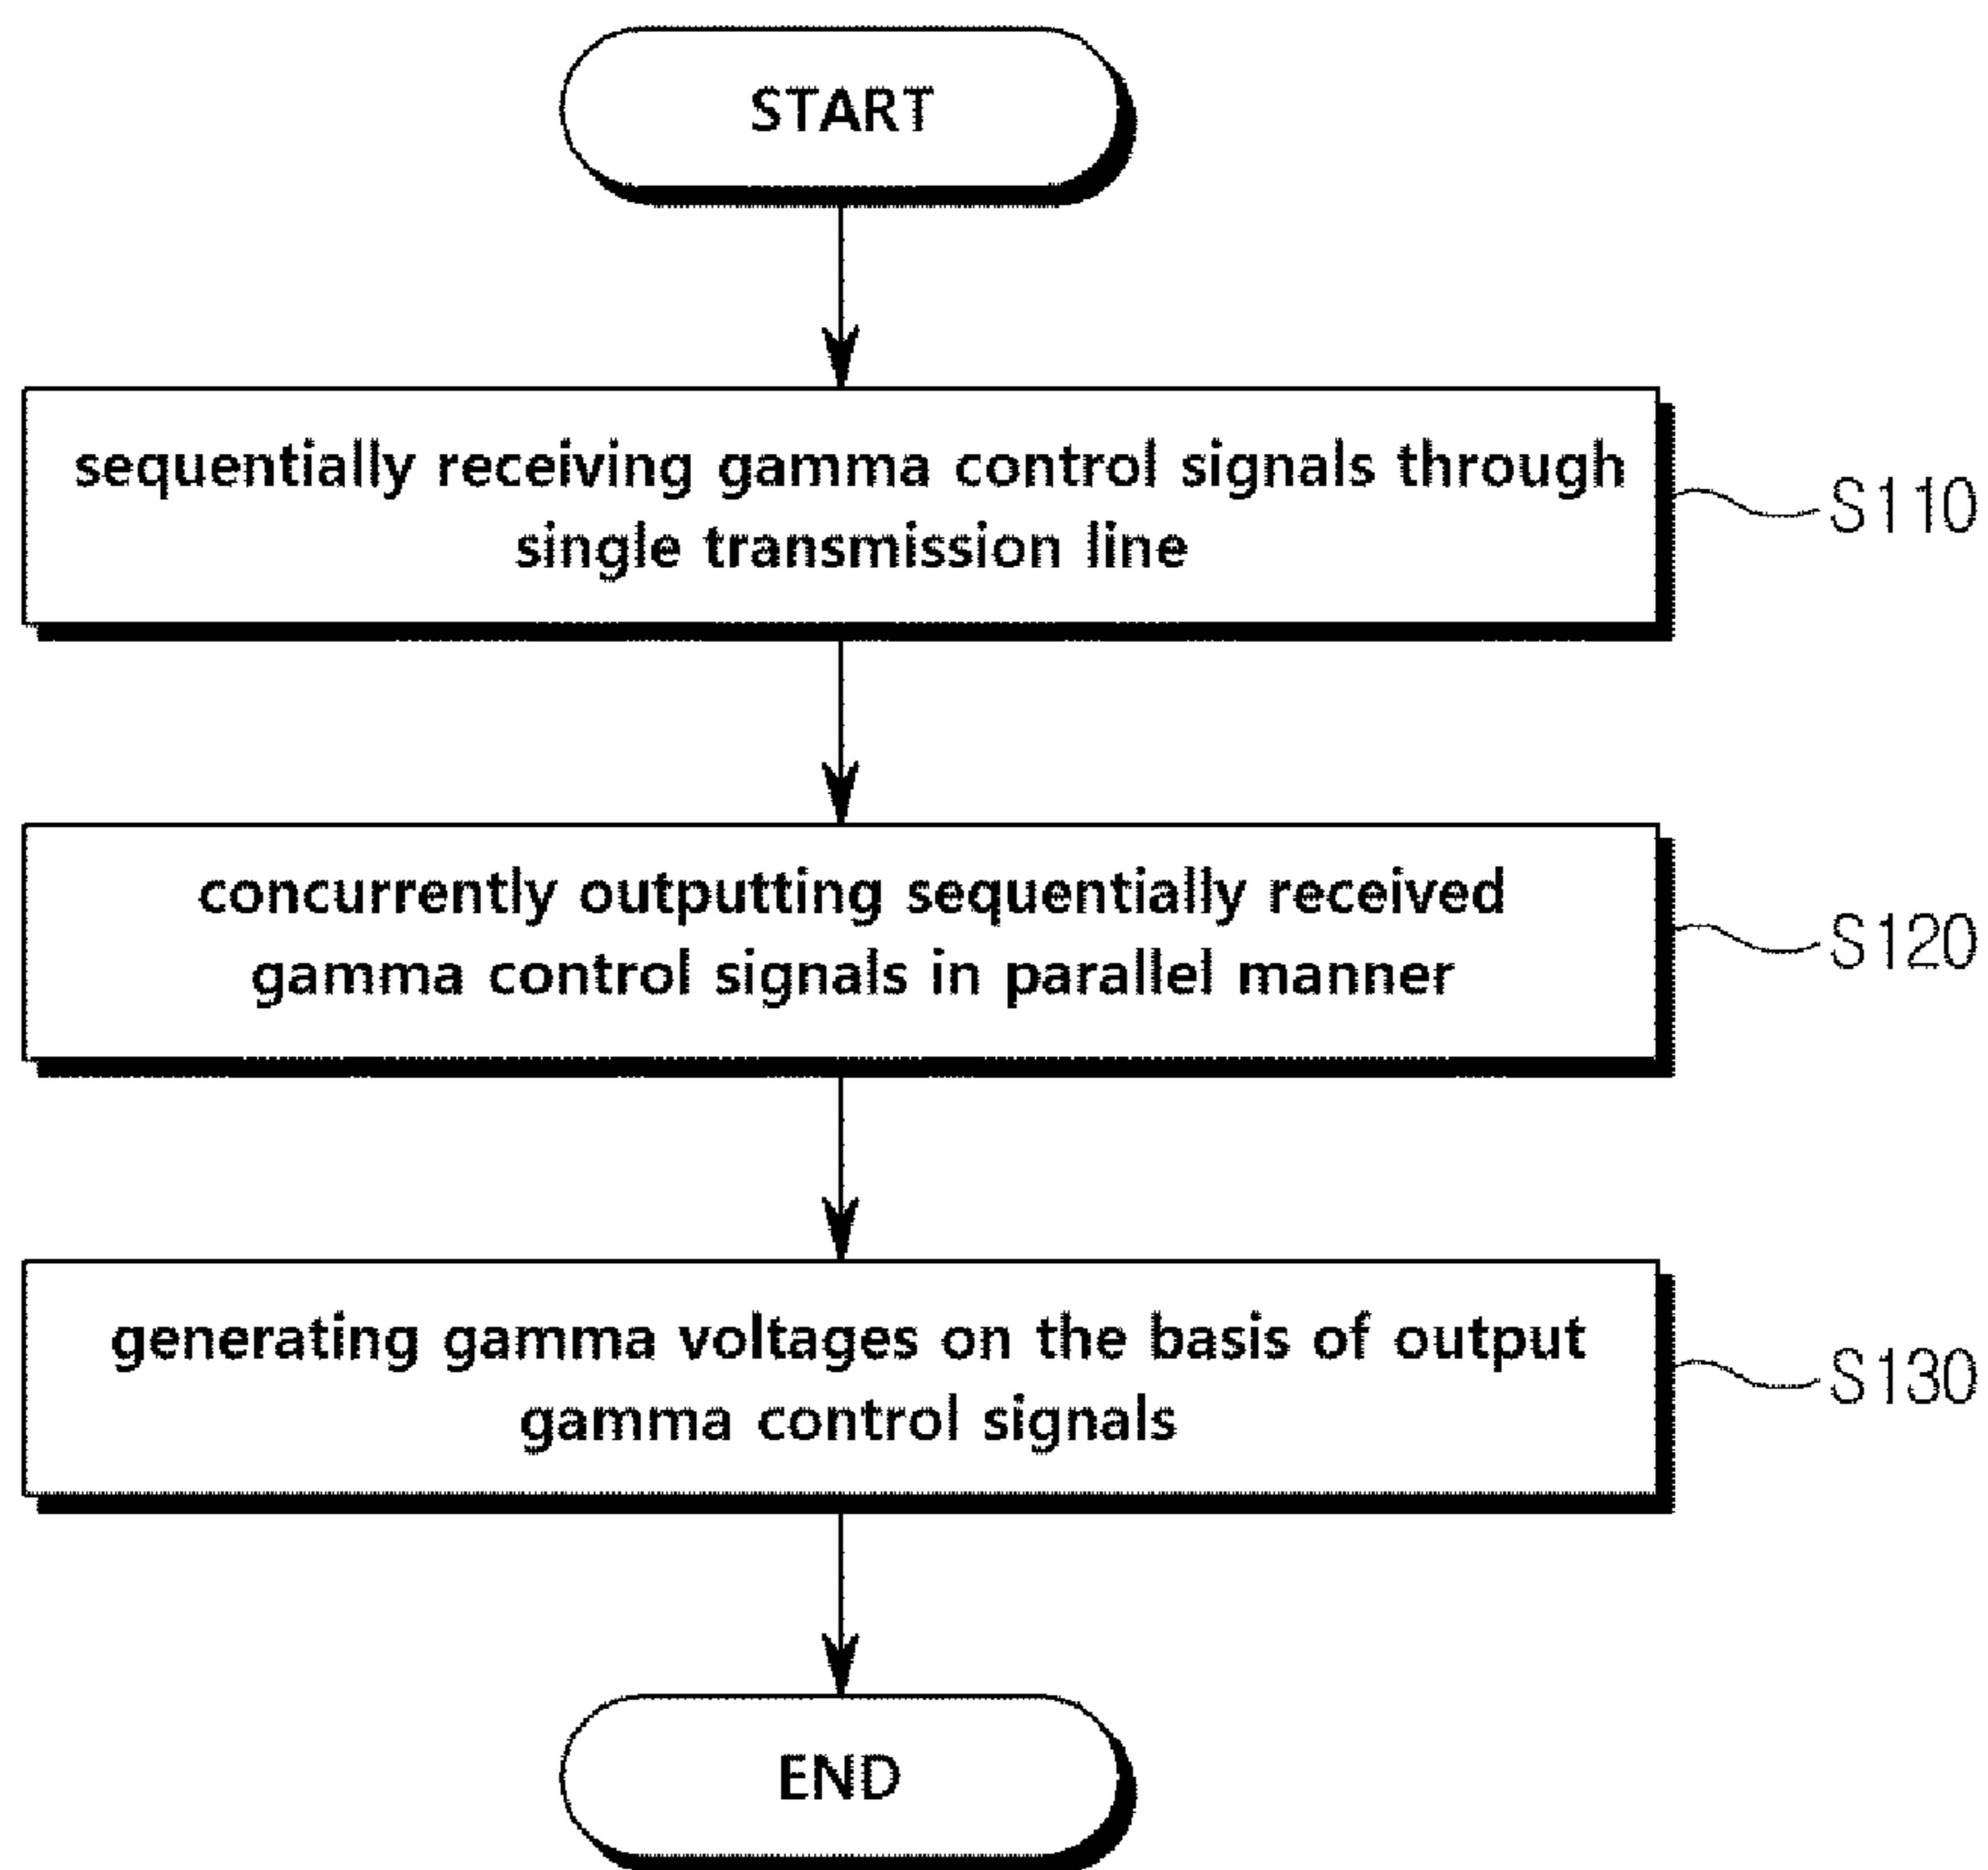 START
sequentially receiving gamma control signals through
single transmission line
S110
concurrently outputting sequentially received
gamma control signals in parallel manner
S120
generating gamma voltages on the basis of output
gamma control signals
S130
END